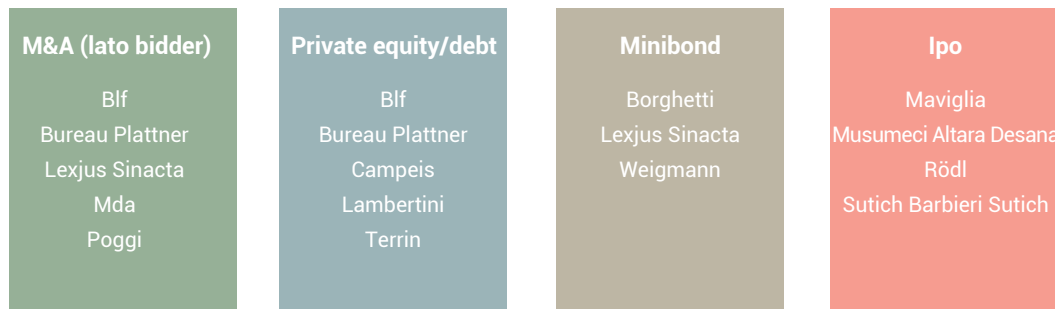 M&A (lato bidder)
Blf
Bureau Plattner
Lexjus Sinacta
Mda
Poggi
Private equity/debt
Blf
Bureau Plattner
Campeis
Lambertini
Terrin
Minibond
Borghetti
Lexjus Sinacta
Weigmann
Ipo
Maviglia
Musumeci Altara Desana
Rödl
Sutich Barbieri Sutich